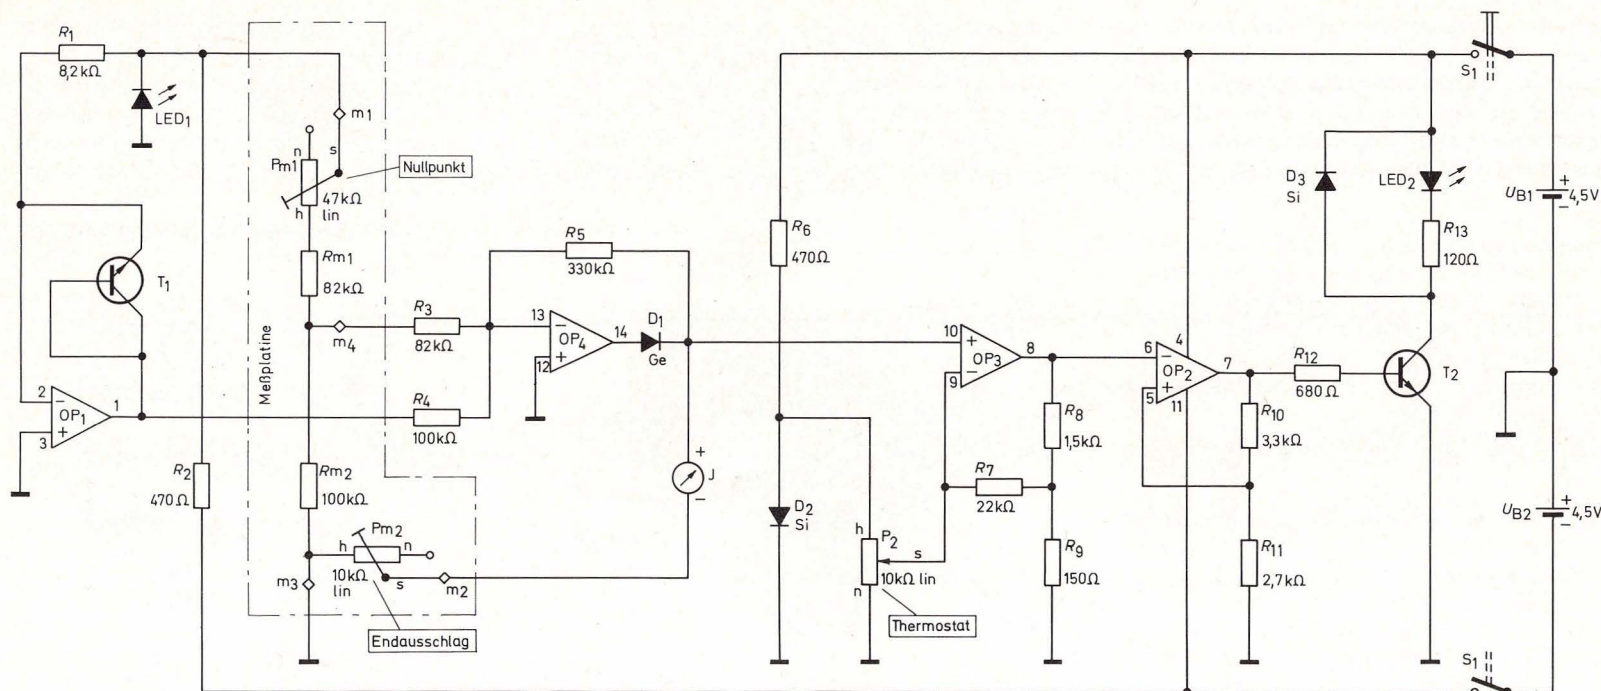 R1
8,2kΩ
LED1
m1
n
s
Pm1
Nullpunkt
47kΩ
lin
h
Rm1
82kΩ
m4
Meßplatine
T1
2
−
OP1
1
3
+
R2
470Ω
R3
82kΩ
R4
100kΩ
R5
330kΩ
13
−
OP4
14
12
+
D1
Ge
Rm2
100kΩ
Pm2
h
n
10kΩ
lin
s
m3
m2
Endausschlag
+
J
−
R6
470Ω
D2
Si
h
P2
s
10kΩ lin
n
Thermostat
10
+
OP3
8
9
−
R7
22kΩ
R8
1,5kΩ
R9
150Ω
4
6
−
OP2
7
+
5
11
R10
3,3kΩ
R11
2,7kΩ
R12
680Ω
T2
D3
Si
LED2
R13
120Ω
S1
UB1
+
4,5V
−
UB2
+
4,5V
−
S1